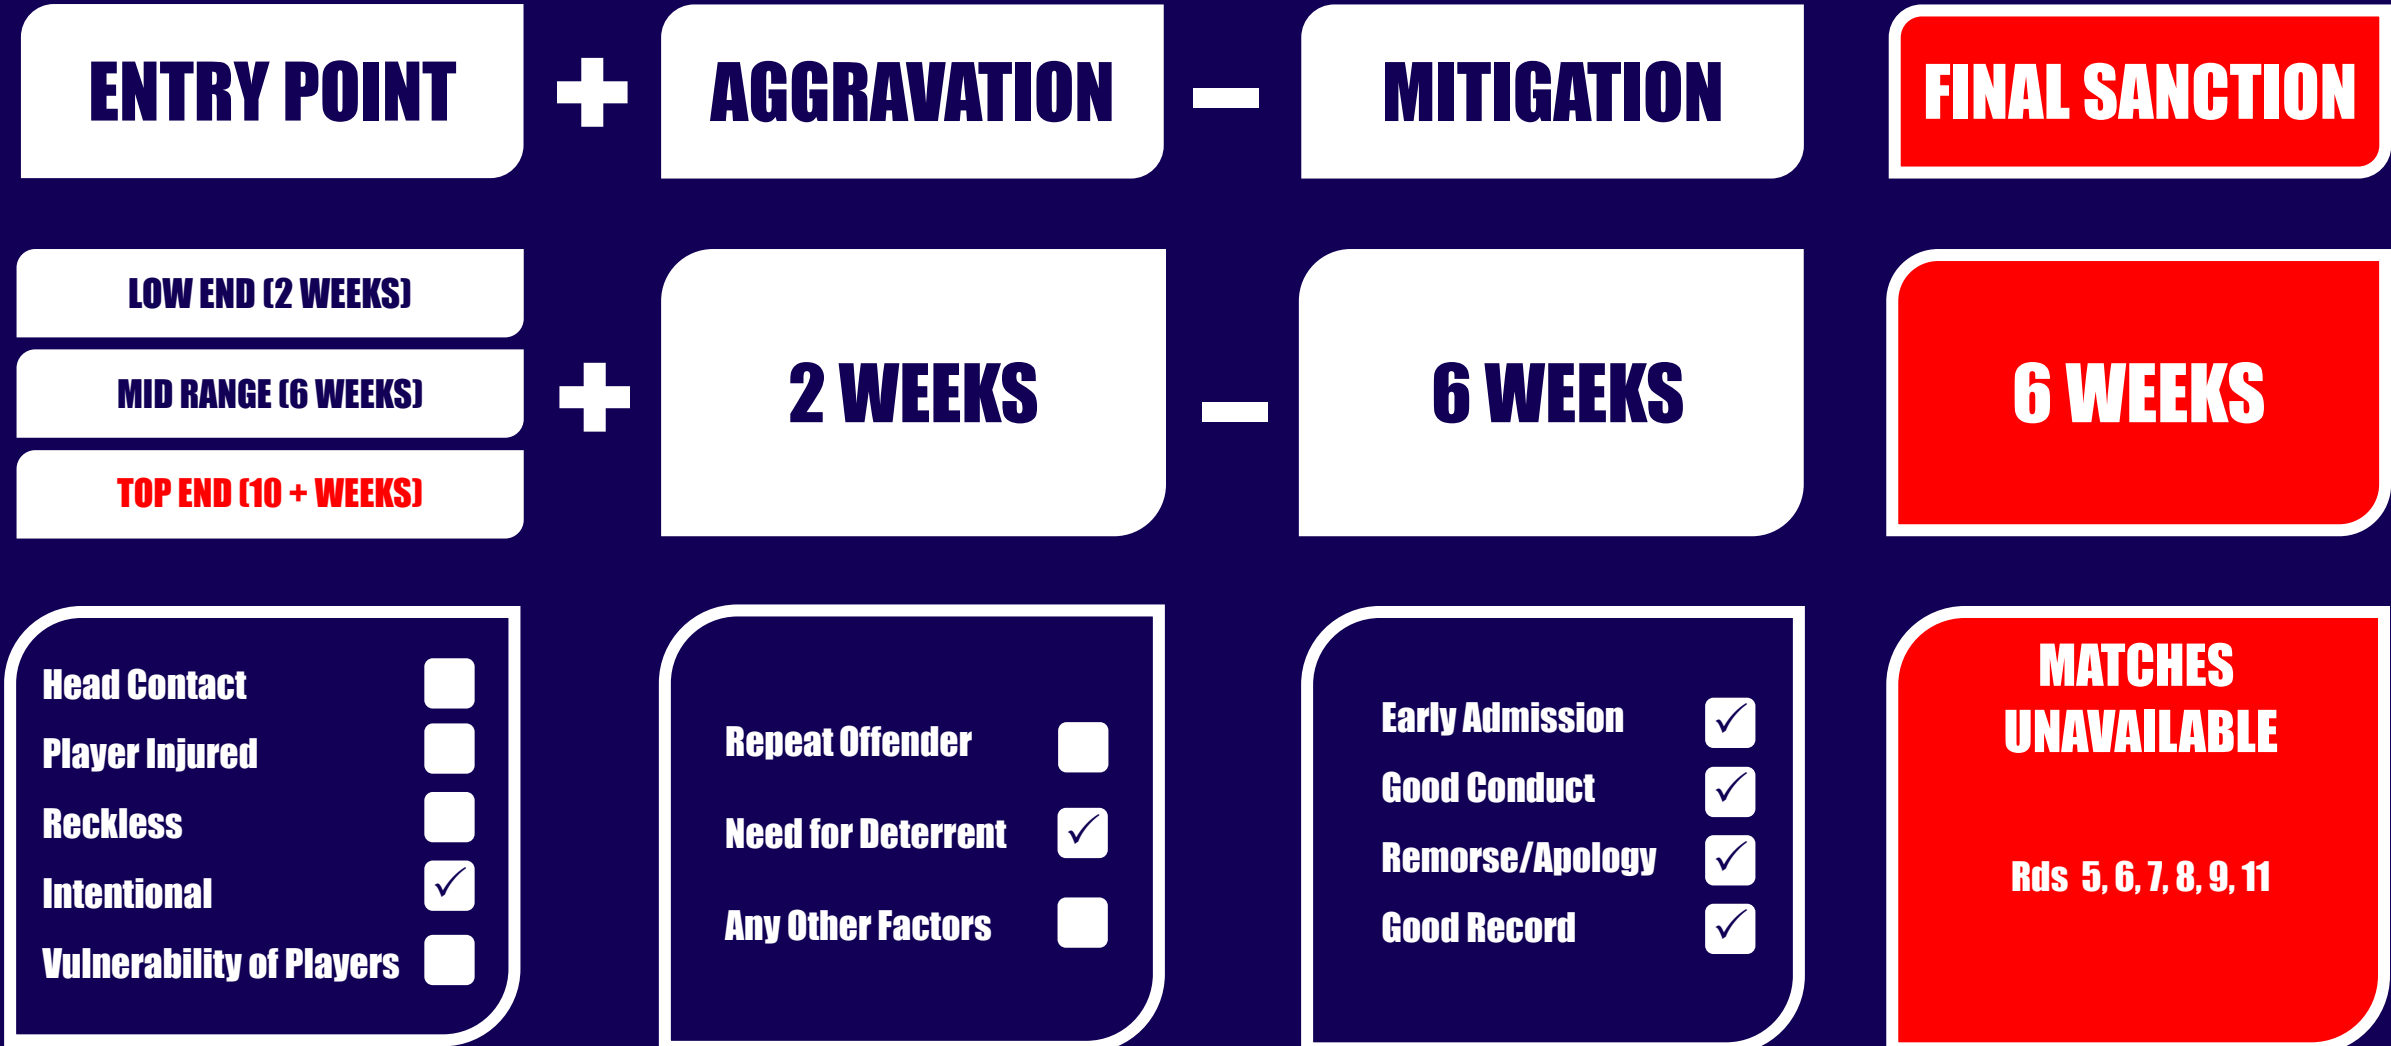 ENTRY POINT + AGGRAVATION − MITIGATION FINAL SANCTION
LOW END (2 WEEKS)
MID RANGE (6 WEEKS)
TOP END (10 + WEEKS)
+ 2 WEEKS − 6 WEEKS 6 WEEKS
Head Contact
Player Injured
Reckless
Intentional ✓
Vulnerability of Players
Repeat Offender
Need for Deterrent ✓
Any Other Factors
Early Admission ✓
Good Conduct ✓
Remorse/Apology ✓
Good Record ✓
MATCHES
UNAVAILABLE
Rds 5, 6, 7, 8, 9, 11